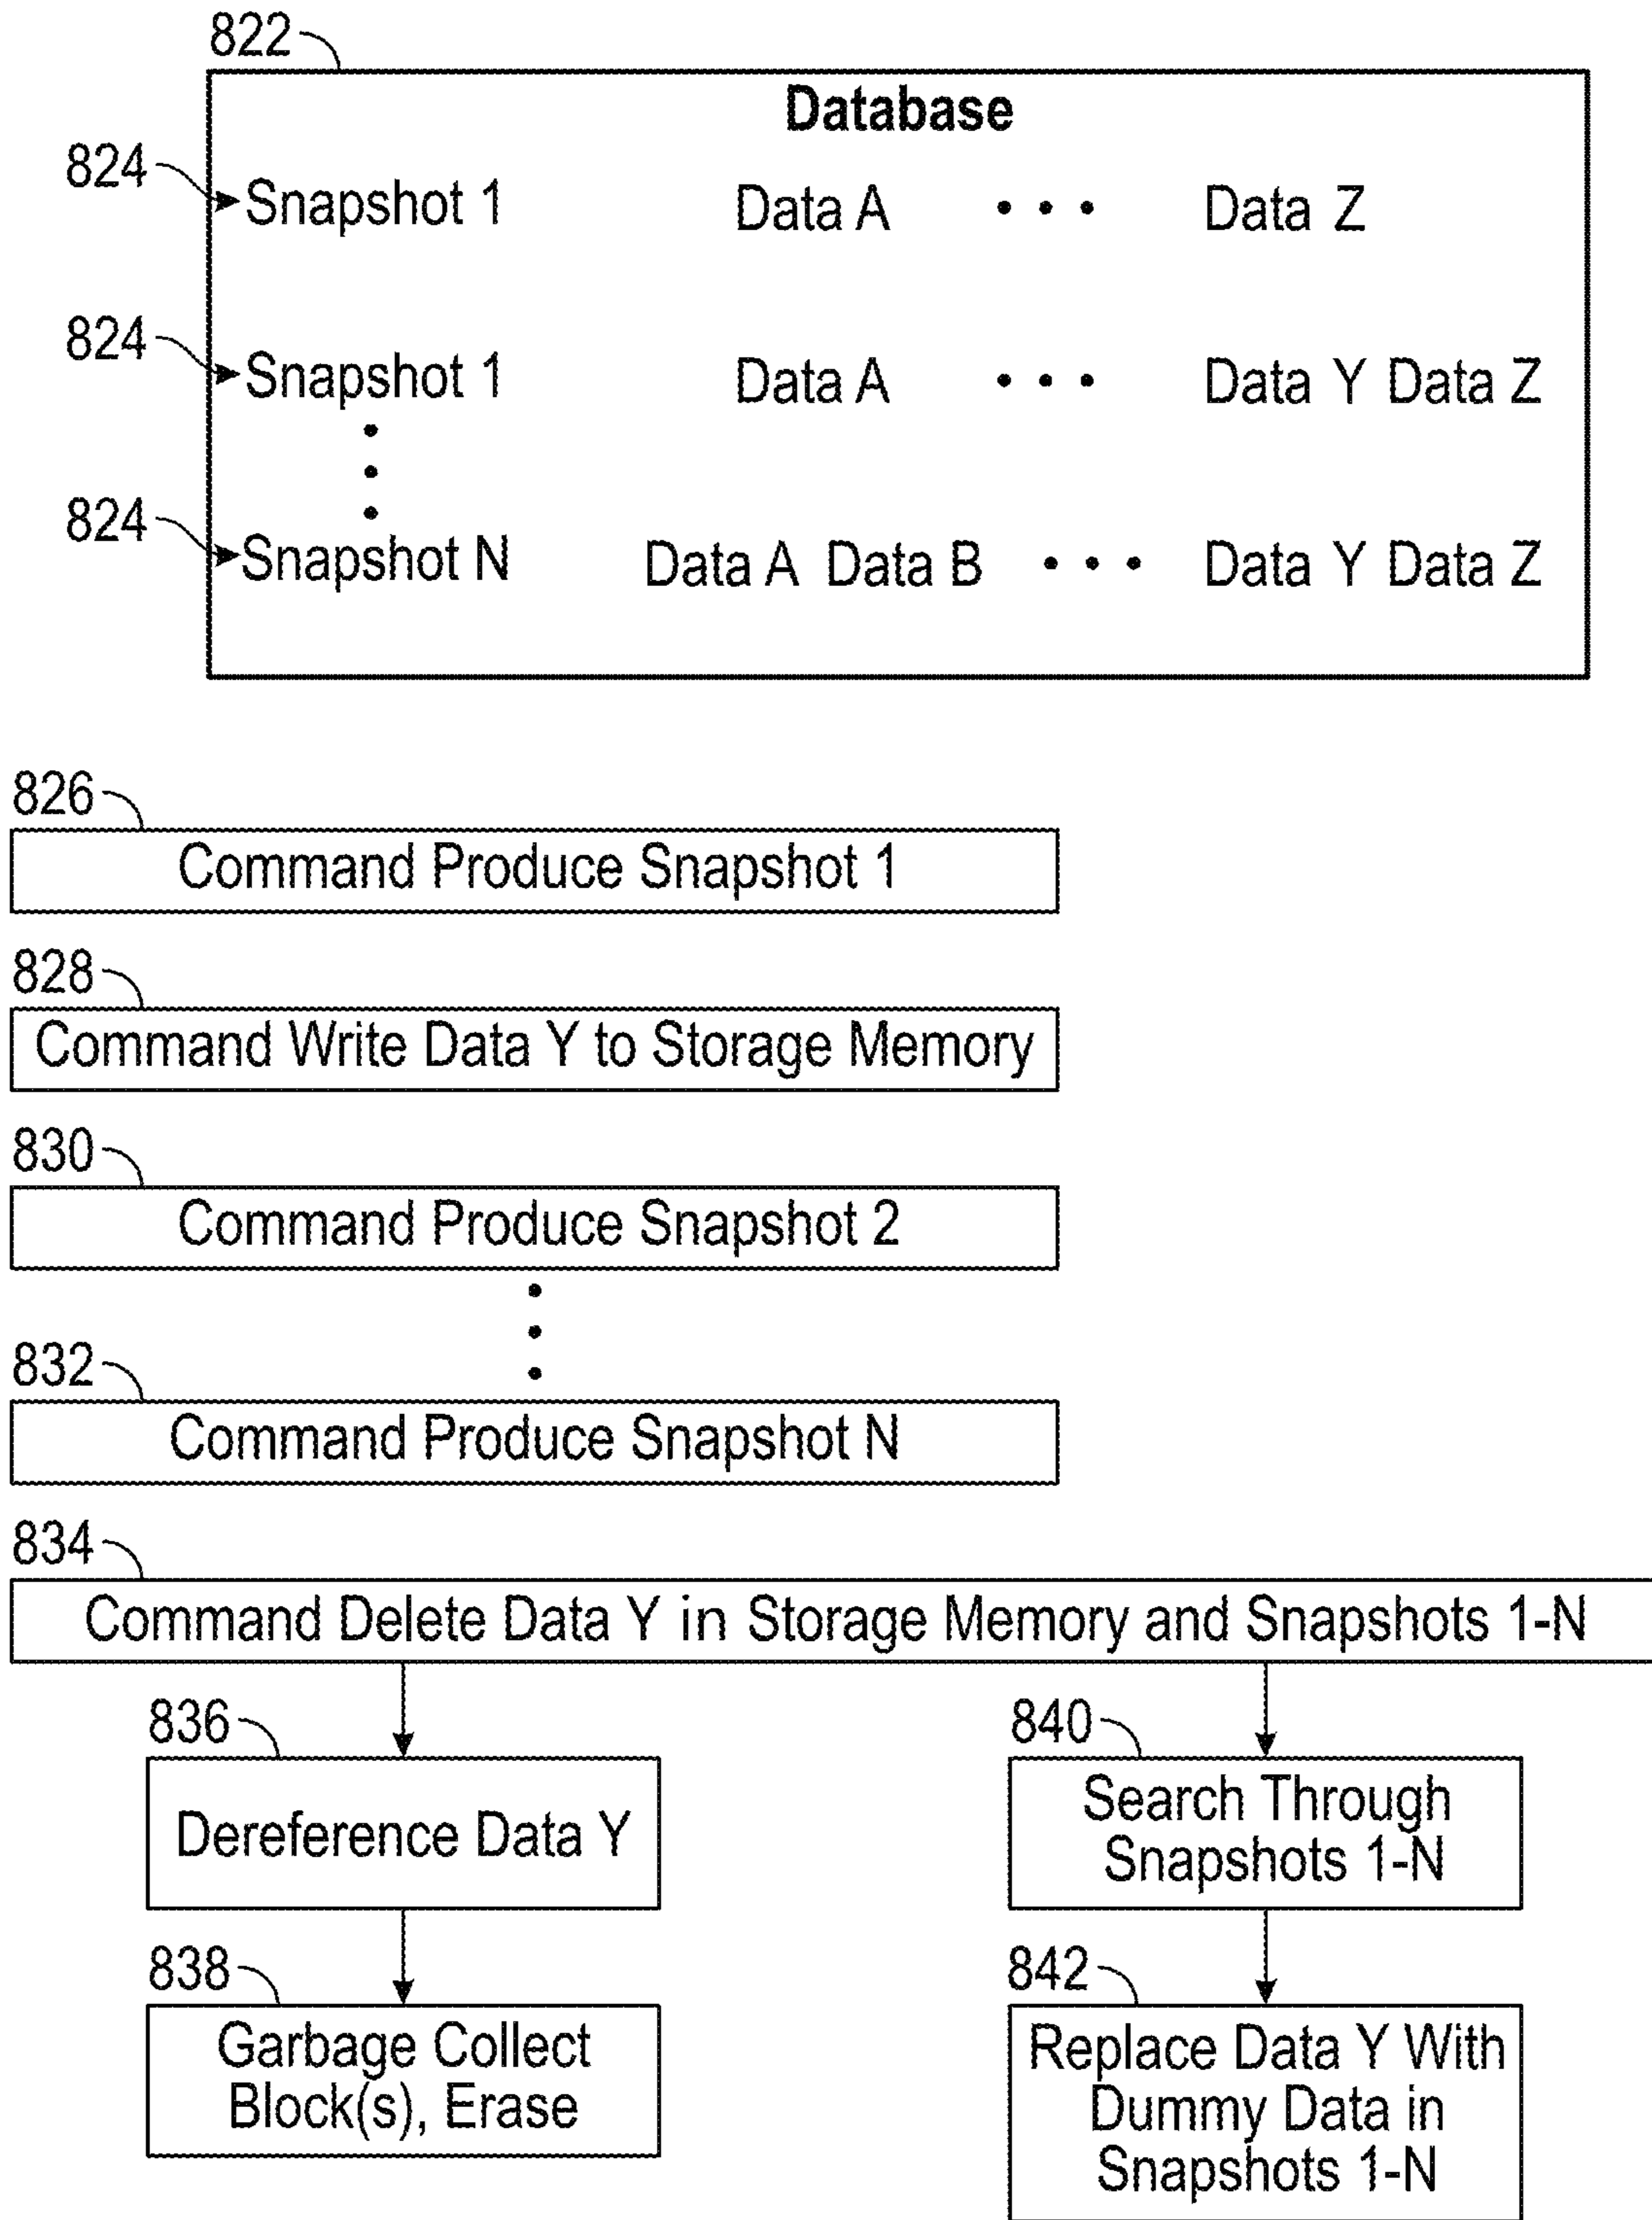 822
Database
824 Snapshot 1 Data A • • • Data Z
824 Snapshot 1 Data A • • • Data Y Data Z
824 Snapshot N Data A Data B • • • Data Y Data Z
826
Command Produce Snapshot 1
828
Command Write Data Y to Storage Memory
830
Command Produce Snapshot 2
832
Command Produce Snapshot N
834
Command Delete Data Y in Storage Memory and Snapshots 1-N
836
Dereference Data Y
838
Garbage Collect
Block(s), Erase
840
Search Through
Snapshots 1-N
842
Replace Data Y With
Dummy Data in
Snapshots 1-N